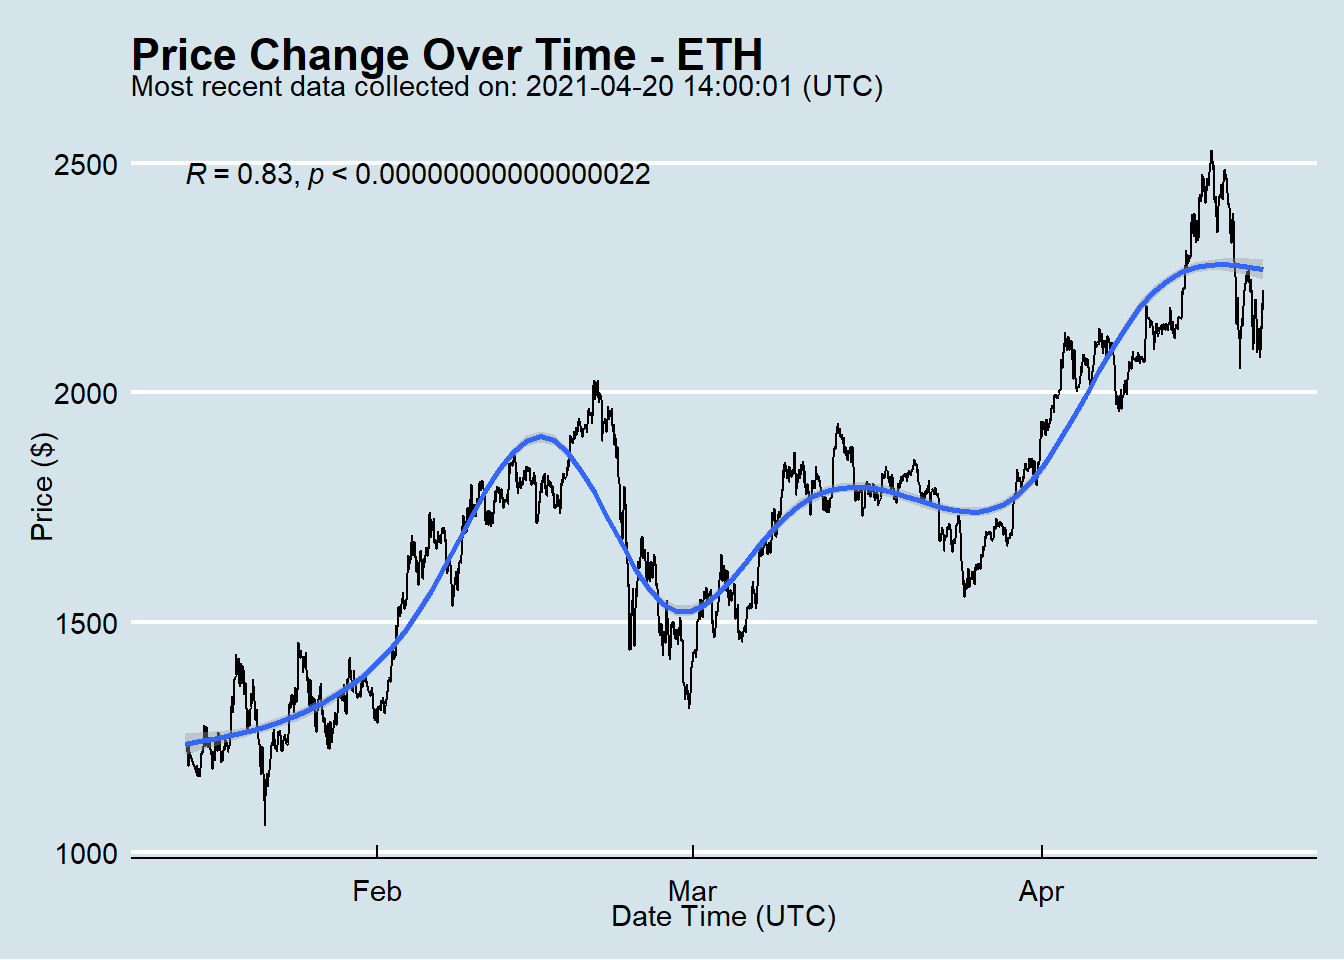 Price Change Over Time - ETH
Most recent data collected on: 2021-04-20 14:00:01 (UTC)
R = 0.83, p < 0.00000000000000022
2500
2000
1500
1000
Price ($)
Feb Mar Apr
Date Time (UTC)